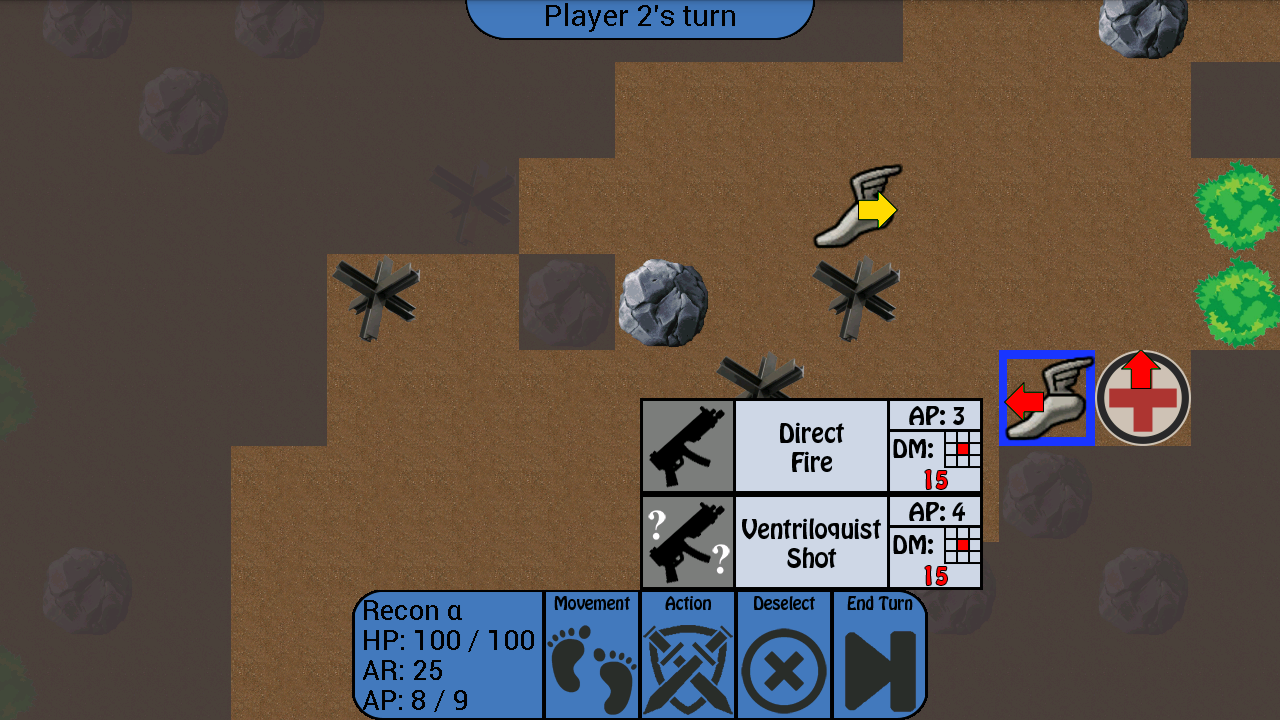 Player 2's turn
Direct
Fire
AP: 3
DM:
15
Ventriloquist
Shot
AP: 4
DM:
15
? ?
Recon α
HP: 100 / 100
AR: 25
AP: 8 / 9
Movement
Action
Deselect
End Turn